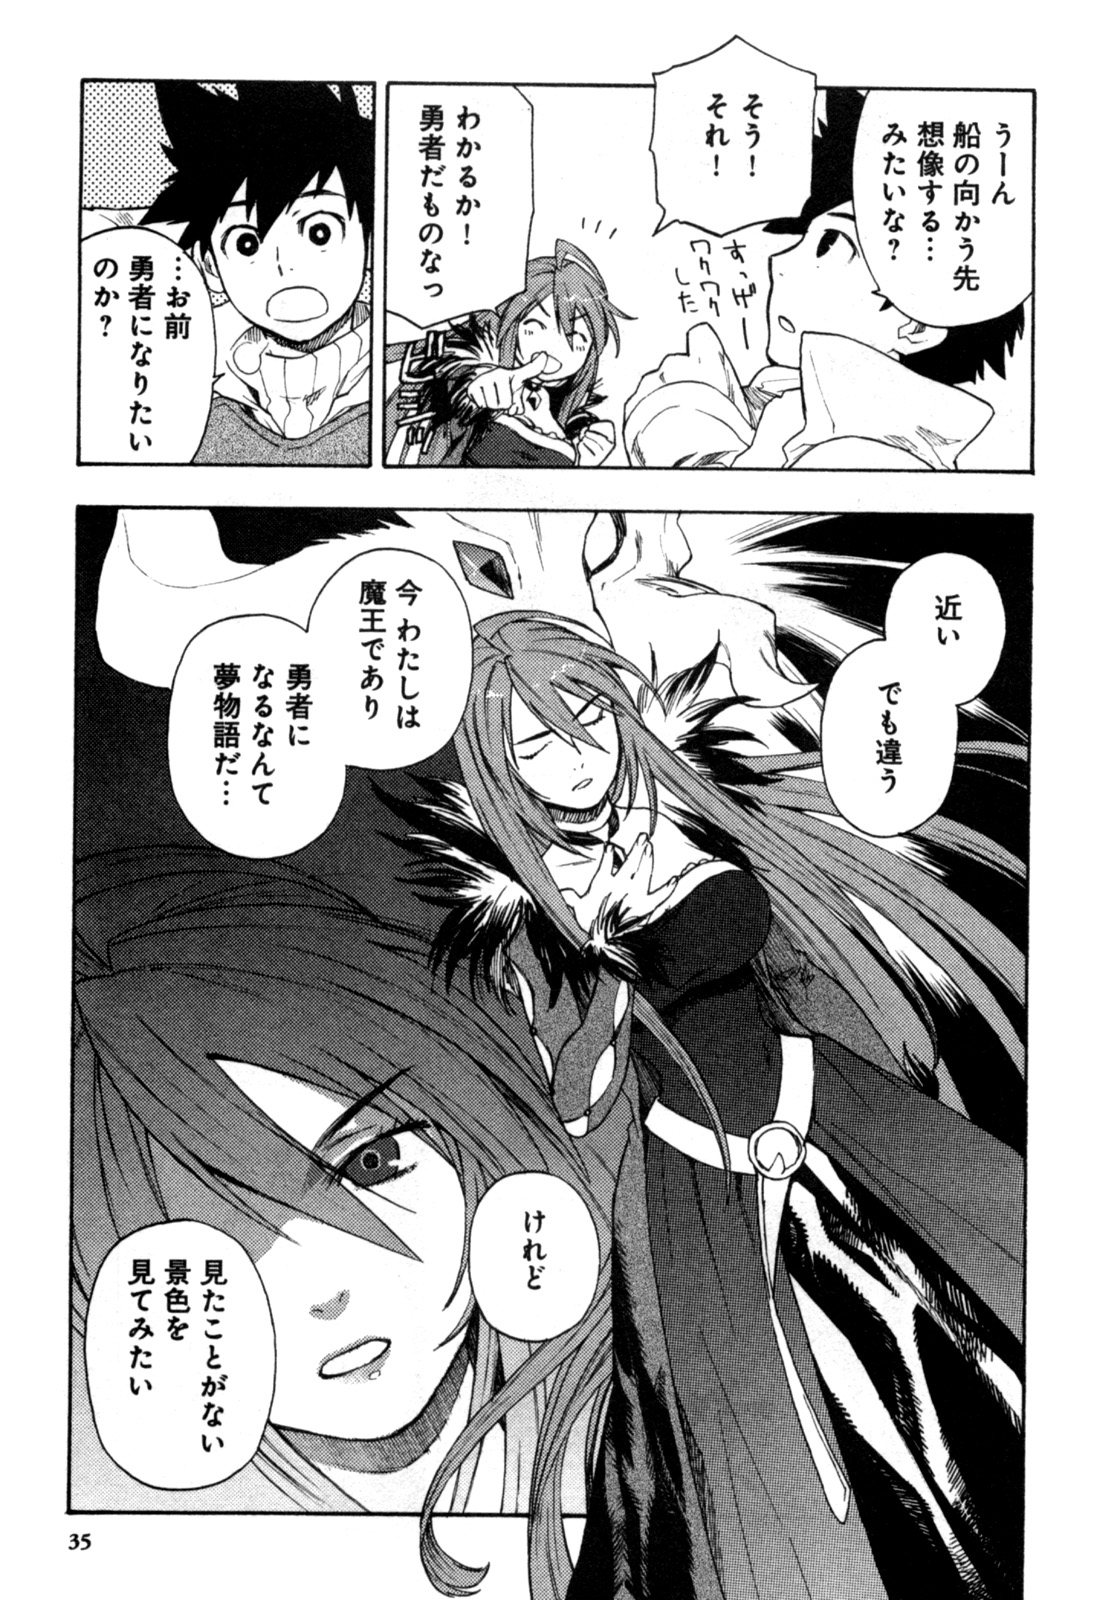 うーん
船の向かう先
想像する…
みたいな？
すっげー
ワクワク
した
そう！
それ！
わかるか！
勇者だものなっ
…お前
勇者になりたい
のか？
近い
でも違う
今 わたしは
魔王であり
勇者に
なるなんて
夢物語だ…
けれど
見たことがない
景色を
見てみたい
35